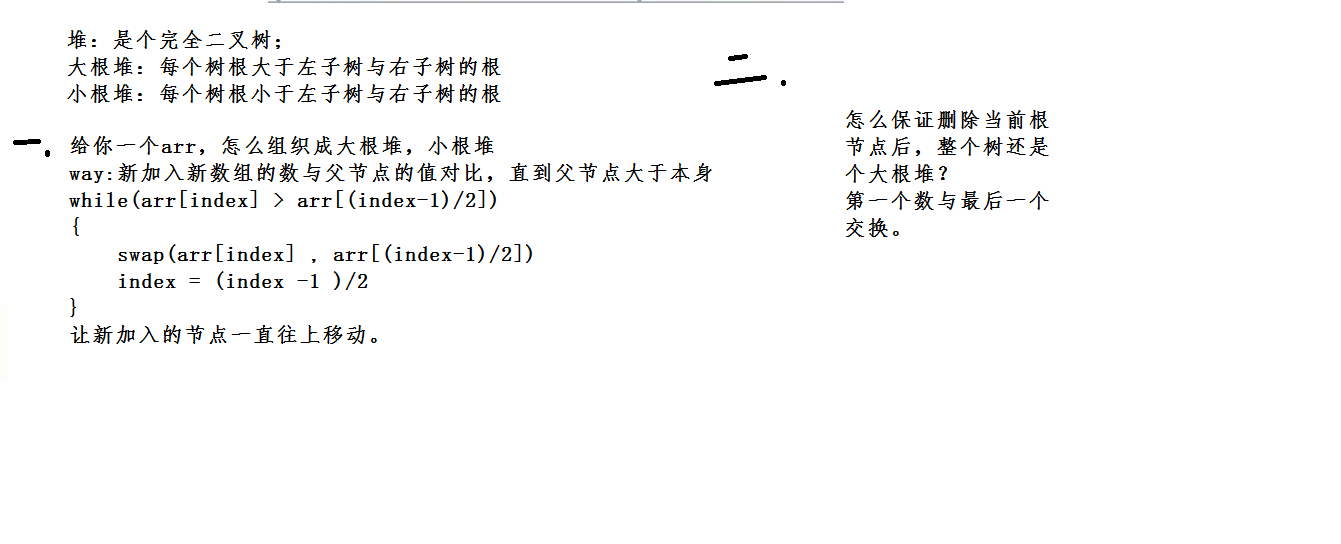 堆：是个完全二叉树；
大根堆：每个树根大于左子树与右子树的根
小根堆：每个树根小于左子树与右子树的根
一.
给你一个arr，怎么组织成大根堆，小根堆
way:新加入新数组的数与父节点的值对比，直到父节点大于本身
while(arr[index] > arr[(index-1)/2])
{
swap(arr[index] , arr[(index-1)/2])
index = (index -1 )/2
}
让新加入的节点一直往上移动。
二.
怎么保证删除当前根
节点后，整个树还是
个大根堆？
第一个数与最后一个
交换。